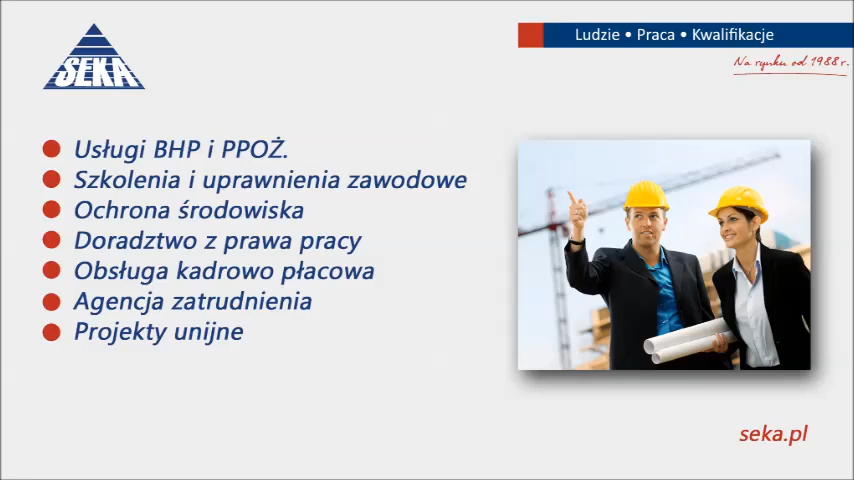 SEKA
Ludzie • Praca • Kwalifikacje
Na rynku od 1988 r.
Usługi BHP i PPOŻ.
Szkolenia i uprawnienia zawodowe
Ochrona środowiska
Doradztwo z prawa pracy
Obsługa kadrowo płacowa
Agencja zatrudnienia
Projekty unijne
seka.pl